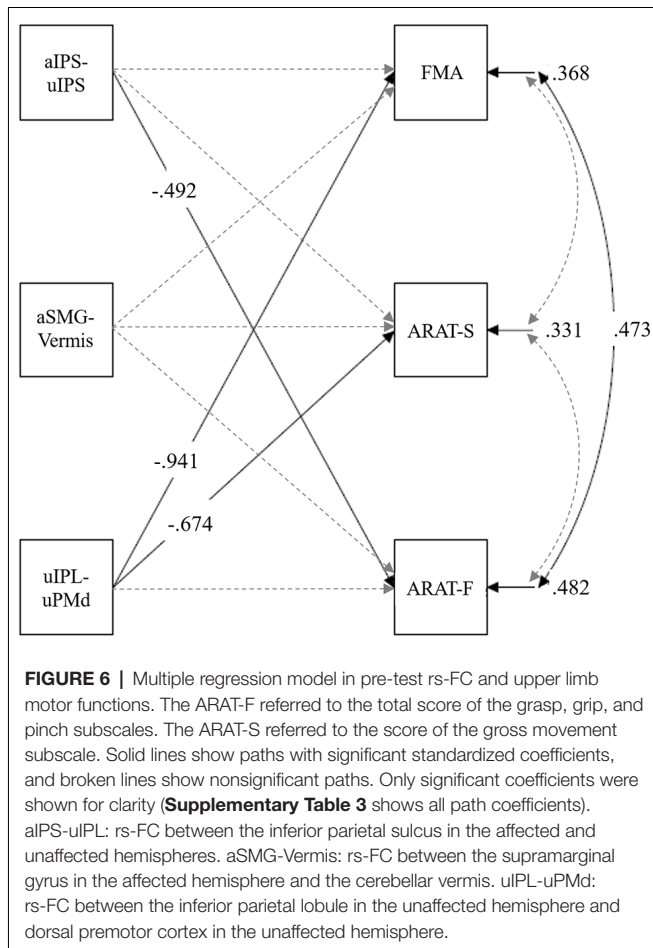 aIPS-
uIPS
FMA
.368
-.492
aSMG-
Vermis
ARAT-S
.331
.473
-.941
-.674
uIPL-
uPMd
ARAT-F
.482
FIGURE 6 | Multiple regression model in pre-test rs-FC and upper limb
motor functions. The ARAT-F referred to the total score of the grasp, grip, and
pinch subscales. The ARAT-S referred to the score of the gross movement
subscale. Solid lines show paths with significant standardized coefficients,
and broken lines show nonsignificant paths. Only significant coefficients were
shown for clarity (Supplementary Table 3 shows all path coefficients).
aIPS-uIPL: rs-FC between the inferior parietal sulcus in the affected and
unaffected hemispheres. aSMG-Vermis: rs-FC between the supramarginal
gyrus in the affected hemisphere and the cerebellar vermis. uIPL-uPMd:
rs-FC between the inferior parietal lobule in the unaffected hemisphere and
dorsal premotor cortex in the unaffected hemisphere.